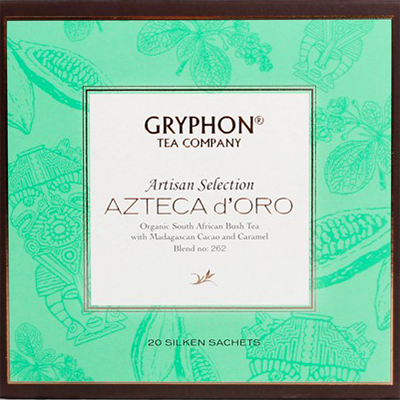 GRYPHON®
TEA COMPANY
Artisan Selection
AZTECA d'ORO
Organic South African Bush Tea
with Madagascan Cacao and Caramel
Blend no: 262
20 SILKEN SACHETS